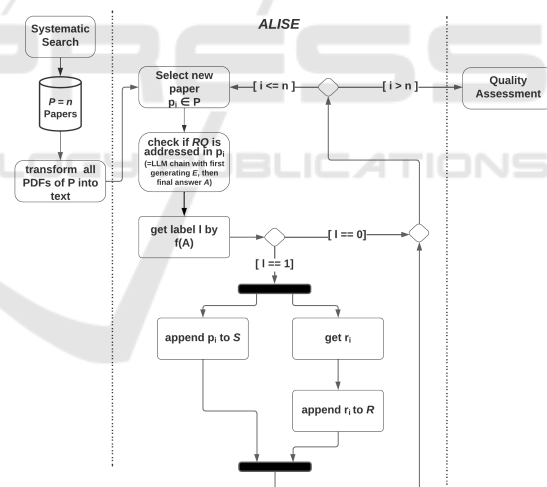 ALISE
Systematic
Search
P = n
Papers
transform all
PDFs of P into
text
Select new
paper
pᵢ ∈ P
[ i <= n ]
[ i > n ]
Quality
Assessment
check if RQ is
addressed in pᵢ
(=LLM chain with first
generating E, then
final answer A)
get label l by
f(A)
[ l == 0]
[ l == 1]
append pᵢ to S
get rᵢ
append rᵢ to R